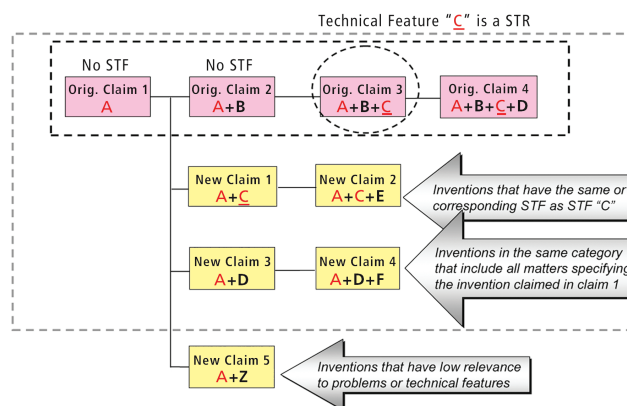 Technical Feature "C" is a STR
No STF No STF
Orig. Claim 1 Orig. Claim 2 Orig. Claim 3 Orig. Claim 4
A A+B A+B+C A+B+C+D
New Claim 1 New Claim 2
A+C A+C+E
Inventions that have the same or
corresponding STF as STF “C”
New Claim 3 New Claim 4
A+D A+D+F
Inventions in the same category
that include all matters specifying
the invention claimed in claim 1
New Claim 5
A+Z
Inventions that have low relevance
to problems or technical features